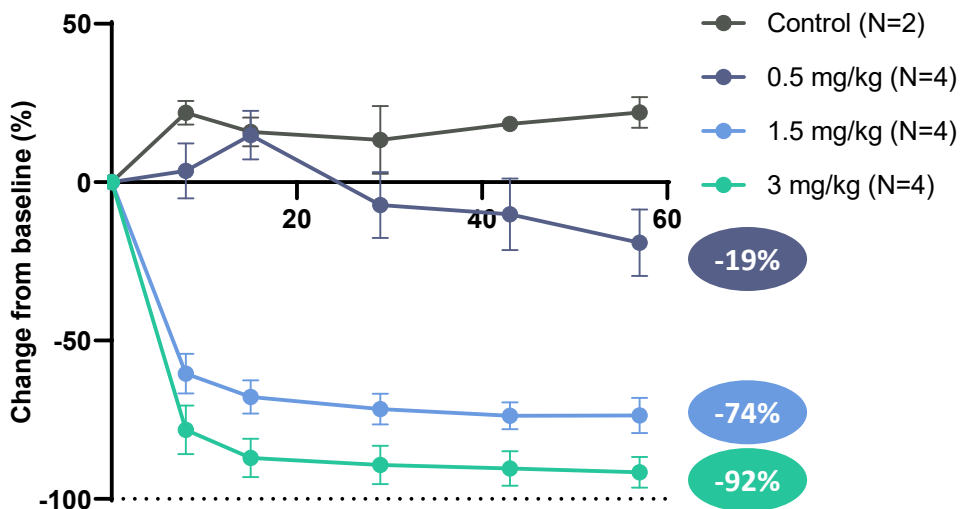 50
0
-50
-100
Change from baseline (%)
20
40
60
Control (N=2)
0.5 mg/kg (N=4)
1.5 mg/kg (N=4)
3 mg/kg (N=4)
-19%
-74%
-92%